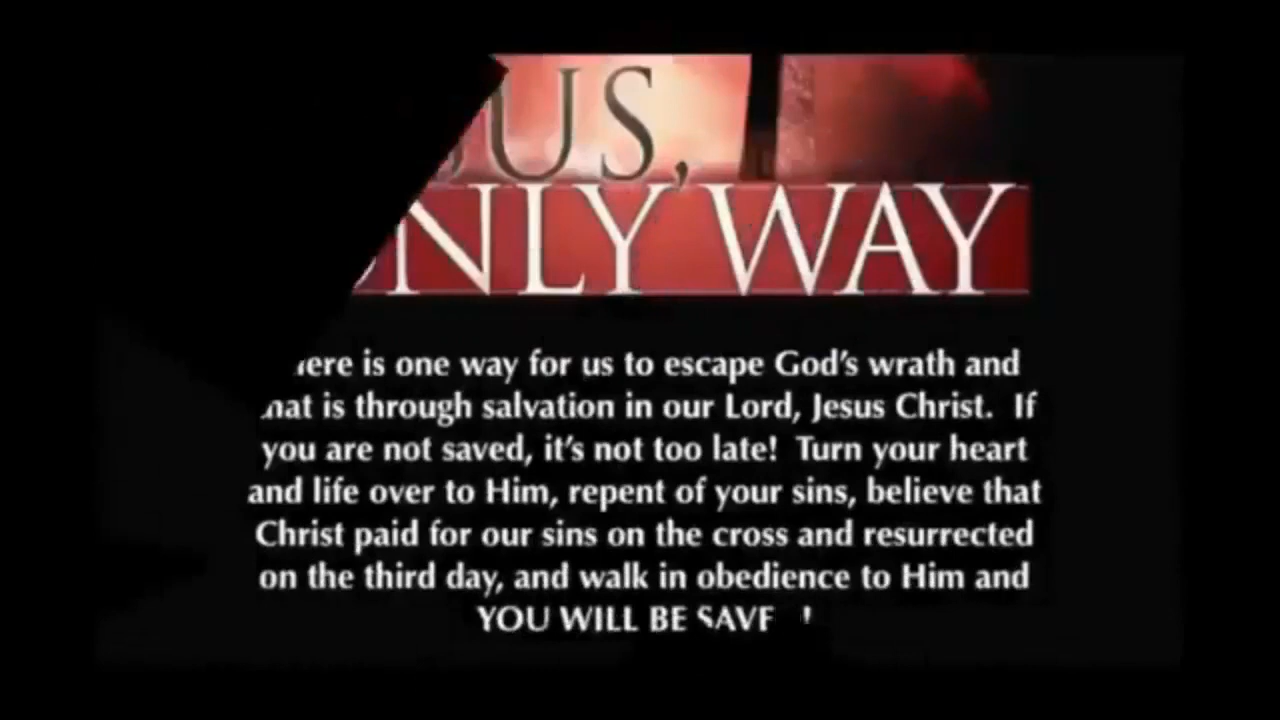 US,
NLY WAY
is one way for us to escape God's wrath and
is through salvation in our Lord, Jesus Christ. If
you are not saved, it's not too late! Turn your heart
and life over to Him, repent of your sins, believe that
Christ paid for our sins on the cross and resurrected
on the third day, and walk in obedience to Him and
YOU WILL BE